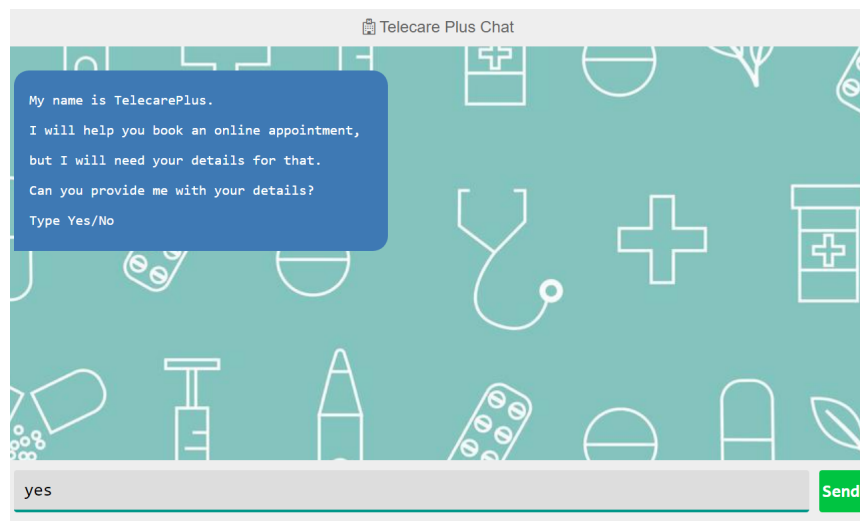 Telecare Plus Chat
My name is TelecarePlus.
I will help you book an online appointment,
but I will need your details for that.
Can you provide me with your details?
Type Yes/No
yes
Send